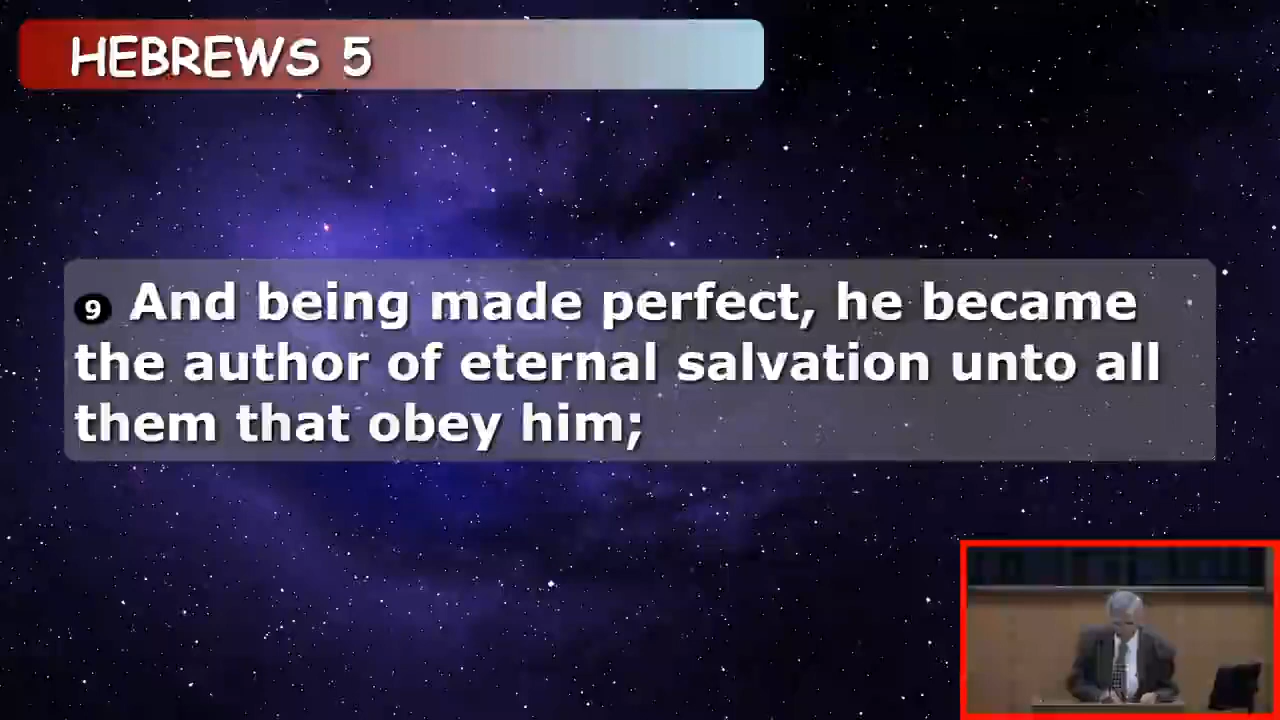 HEBREWS 5
9 And being made perfect, he became
the author of eternal salvation unto all
them that obey him;